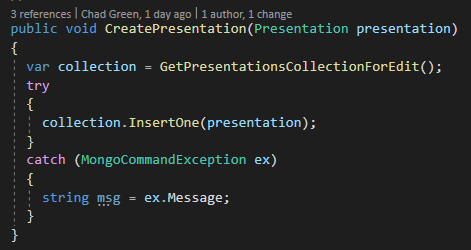 3 references | Chad Green, 1 day ago | 1 author, 1 change
public void CreatePresentation(Presentation presentation)
{
var collection = GetPresentationsCollectionForEdit();
try
{
collection.InsertOne(presentation);
}
catch (MongoCommandException ex)
{
string msg = ex.Message;
}
}